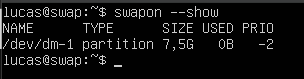 lucas@swap:~$ swapon --show
NAME TYPE SIZE USED PRIO
/dev/dm-1 partition 7,5G 0B -2
lucas@swap:~$ _